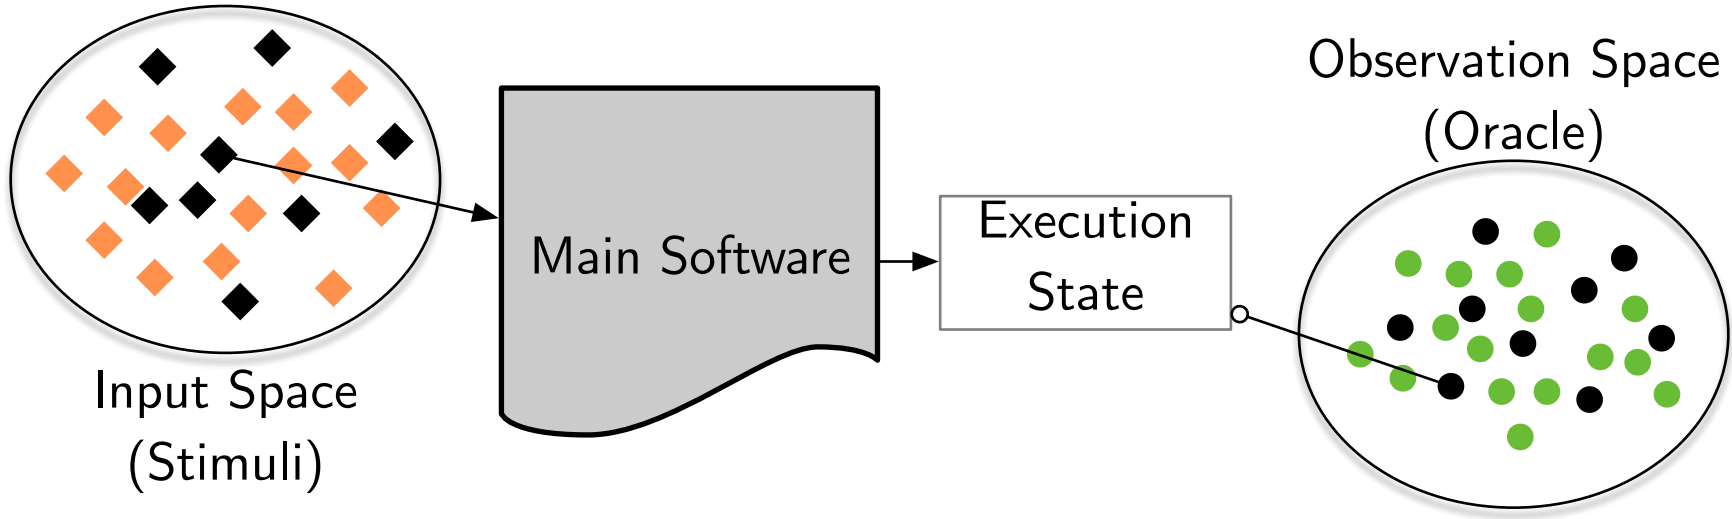 Input Space
(Stimuli)
Main Software
Execution
State
Observation Space
(Oracle)